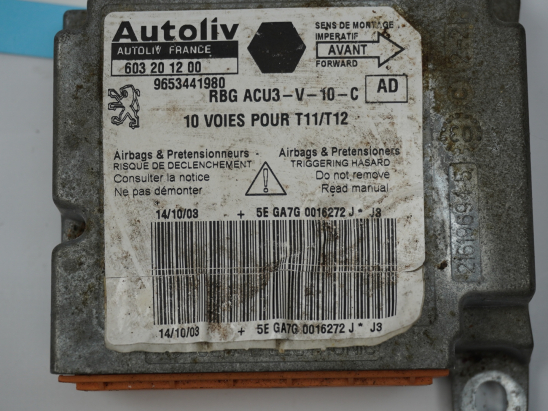 Autoliv
AUTOLIV FRANCE
603 20 12 00
9653441980
SENS DE MONTAGE
IMPERATIF
AVANT
FORWARD
RBG ACU3-V-10-C
AD
10 VOIES POUR T11/T12
Airbags & Pretensionneurs
RISQUE DE DECLENCHEMENT
Consulter la notice
Ne pas démonter
Airbags & Pretensioners
TRIGGERING HASARD
Do not remove
Read manual
14/10/03 + 5E GA7G 0016272 J * J3
14/10/03 + 5E GA7G 0016272 J * J3